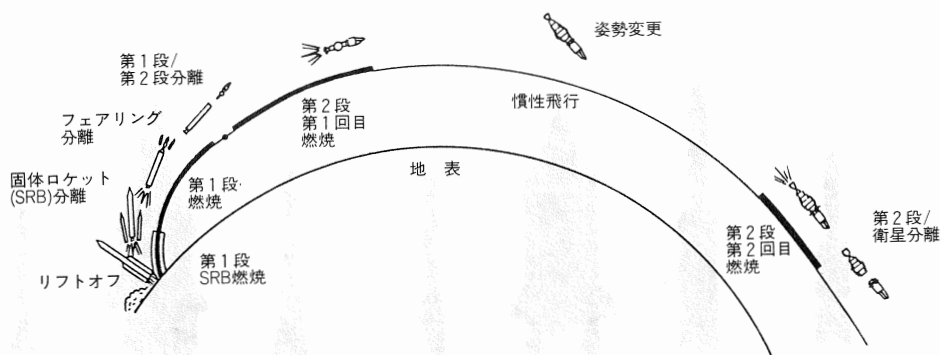 リフトオフ
第1段
SRB燃焼
固体ロケット
(SRB)分離
第1段
燃焼
フェアリング
分離
第1段/
第2段分離
第2段
第1回目
燃焼
姿勢変更
慣性飛行
地 表
第2段
第2回目
燃焼
第2段/
衛星分離